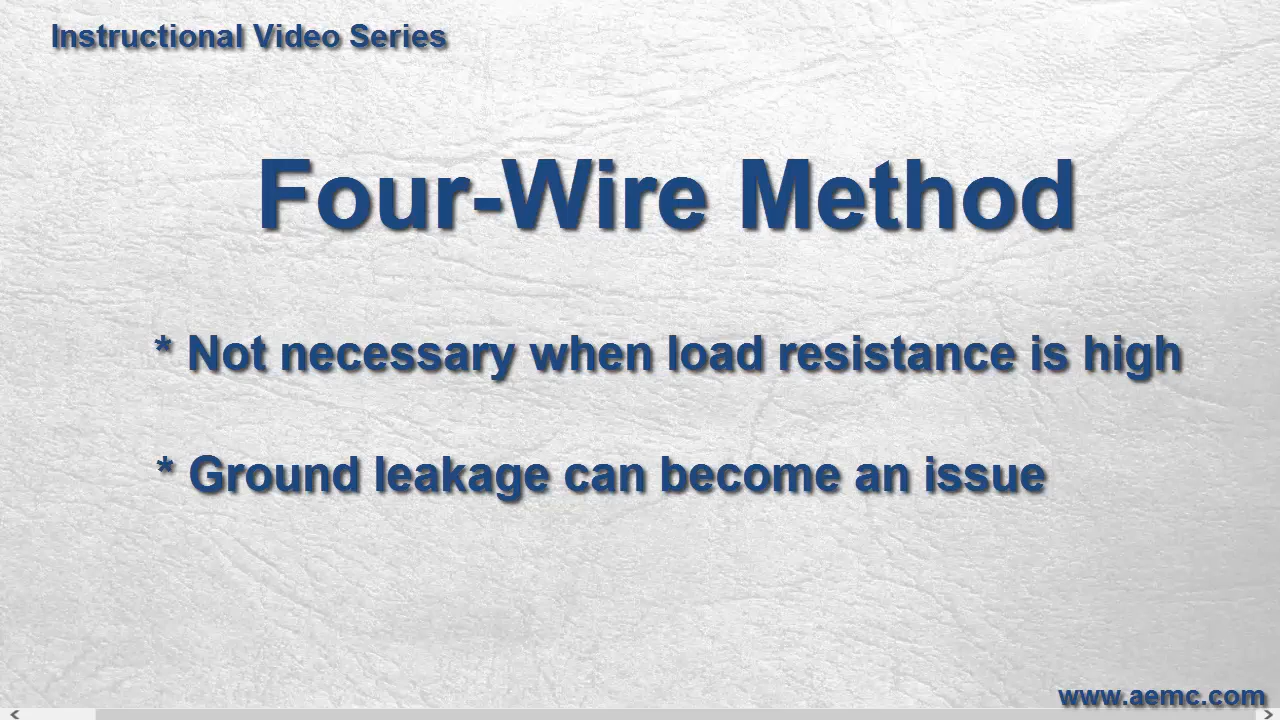 Instructional Video Series
Four-Wire Method
* Not necessary when load resistance is high
* Ground leakage can become an issue
www.aemc.com